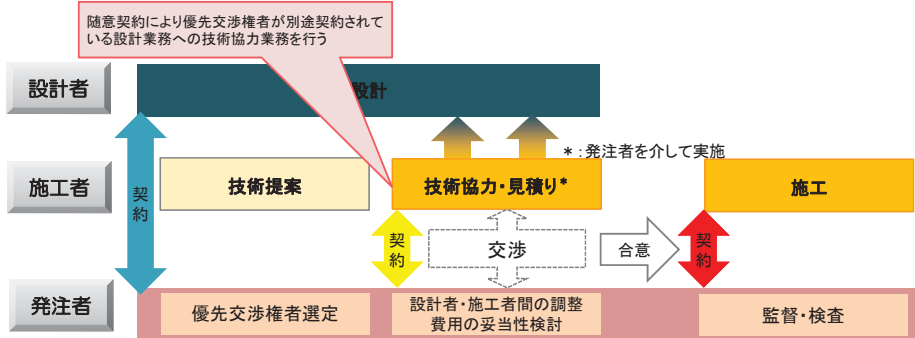 随意契約により優先交渉権者が別途契約されて
いる設計業務への技術協力業務を行う
設計者
設計
*:発注者を介して実施
施工者
技術提案
技術協力・見積り*
施工
契約
契約
交渉
合意
契約
発注者
優先交渉権者選定
設計者・施工者間の調整
費用の妥当性検討
監督・検査